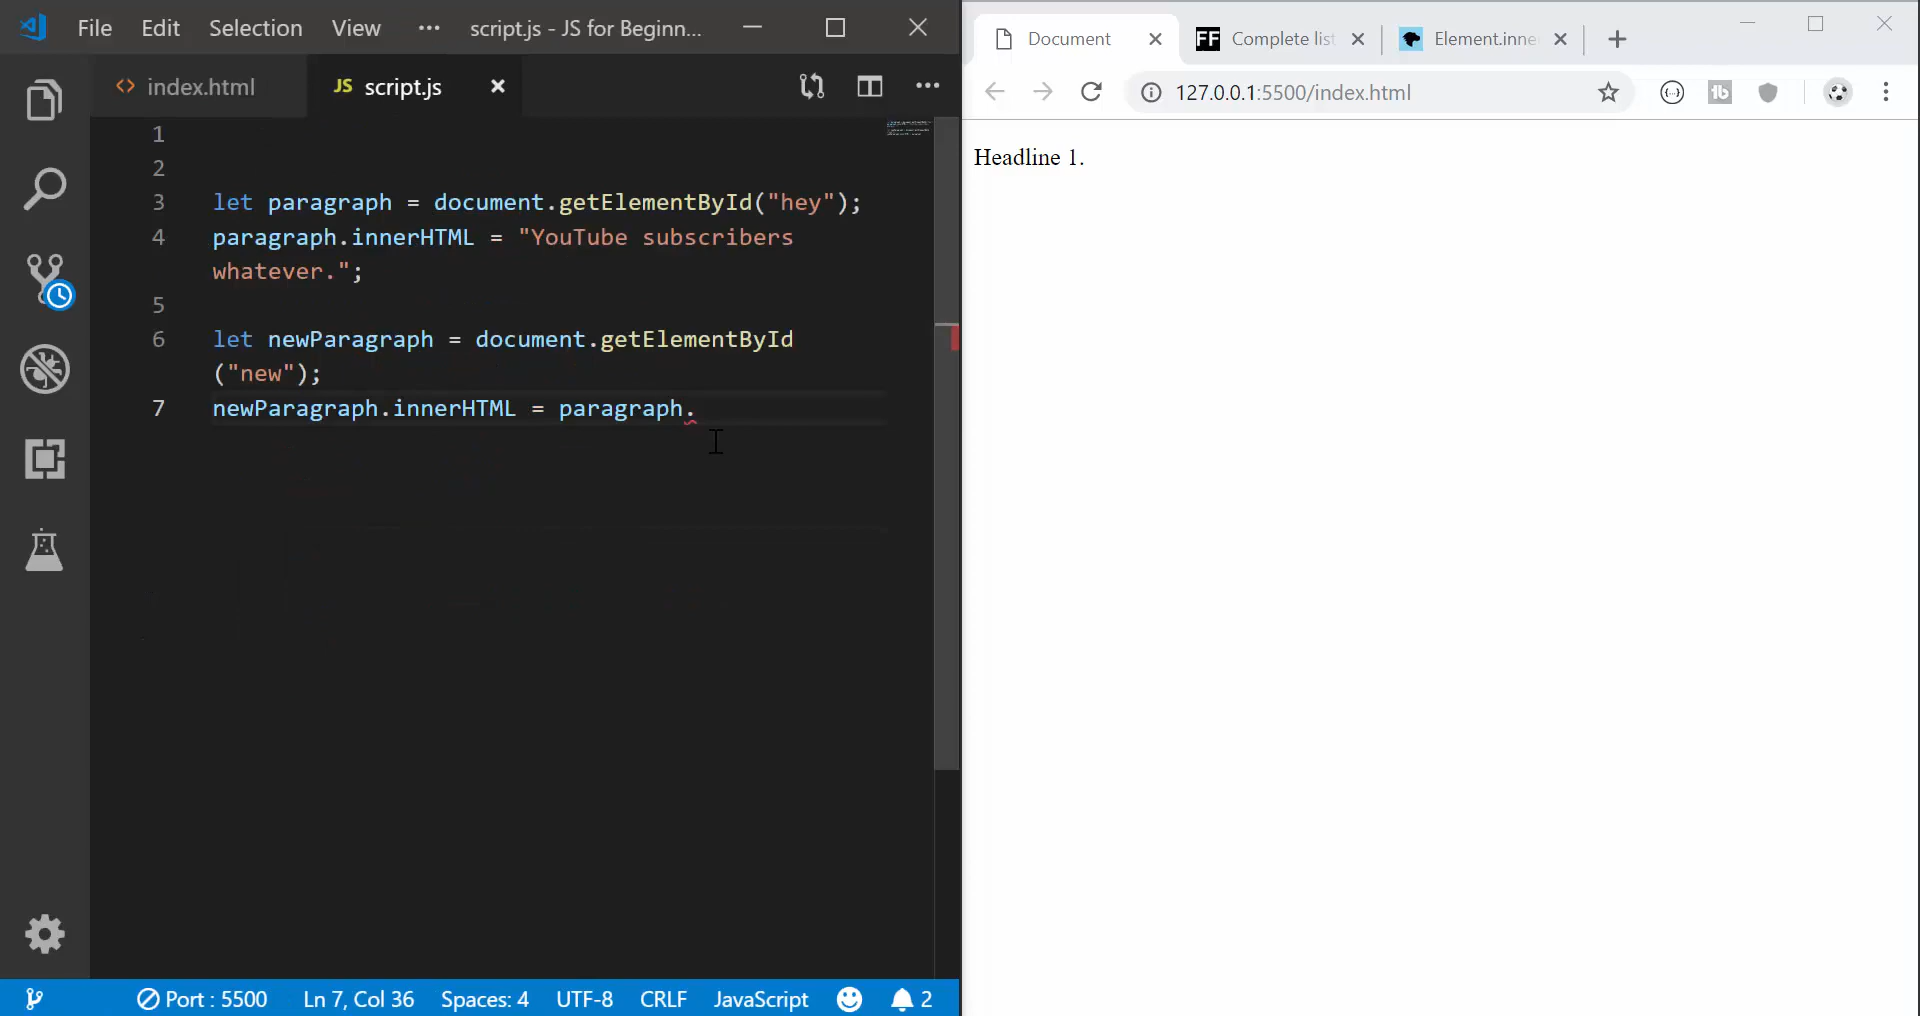 File Edit Selection View ··· script.js - JS for Beginn...
index.html
JS script.js
1
2
3 let paragraph = document.getElementById("hey");
4 paragraph.innerHTML = "YouTube subscribers
whatever.";
5
6 let newParagraph = document.getElementById
("new");
7 newParagraph.innerHTML = paragraph.
Port : 5500 Ln 7, Col 36 Spaces: 4 UTF-8 CRLF JavaScript 2
Document FF Complete list Element.inne
127.0.0.1:5500/index.html
Headline 1.